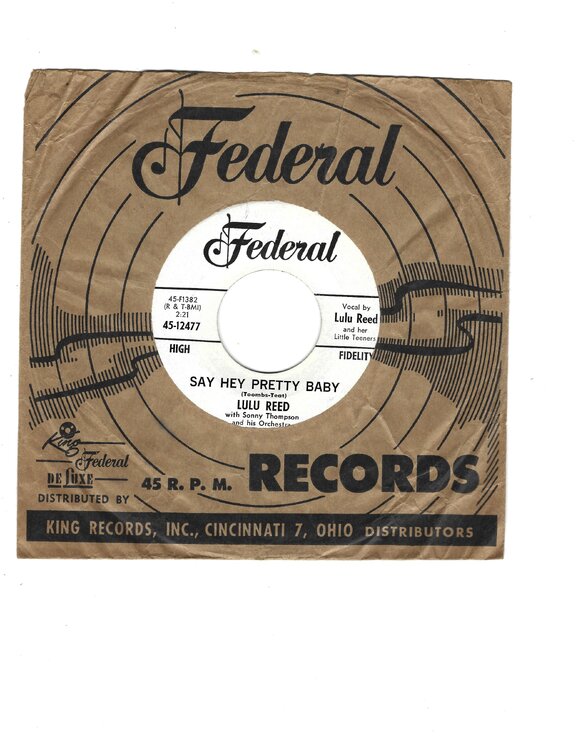 Federal
Federal
45-F1382
(R & T-BMI)
2:21
45-12477
Vocal by
Lulu Reed
and her
Little Teeners
HIGH
FIDELITY
SAY HEY PRETTY BABY
(Toombs-Teat)
LULU REED
with Sonny Thompson
and his Orchestra
King
Federal
DE LUXE
DISTRIBUTED BY
45 R. P. M.
RECORDS
KING RECORDS, INC., CINCINNATI 7, OHIO DISTRIBUTORS